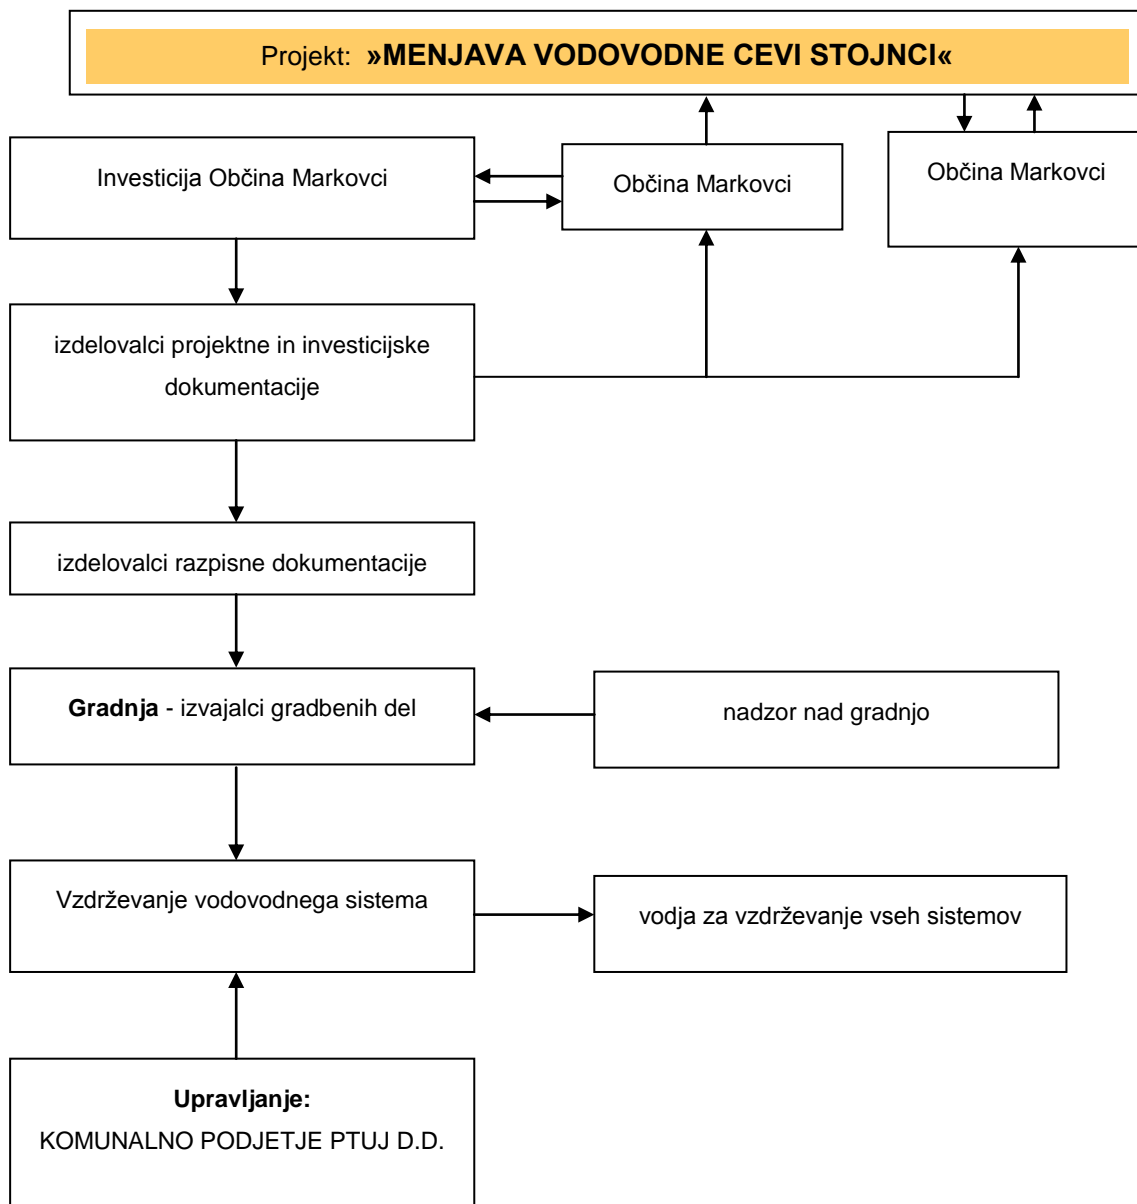 Projekt: »MENJAVA VODOVODNE CEVI STOJNCI«
Investicija Občina Markovci
Občina Markovci
Občina Markovci
izdelovalci projektne in investicijske
dokumentacije
izdelovalci razpisne dokumentacije
Gradnja - izvajalci gradbenih del
nadzor nad gradnjo
Vzdrževanje vodovodnega sistema
vodja za vzdrževanje vseh sistemov
Upravljanje:
KOMUNALNO PODJETJE PTUJ D.D.